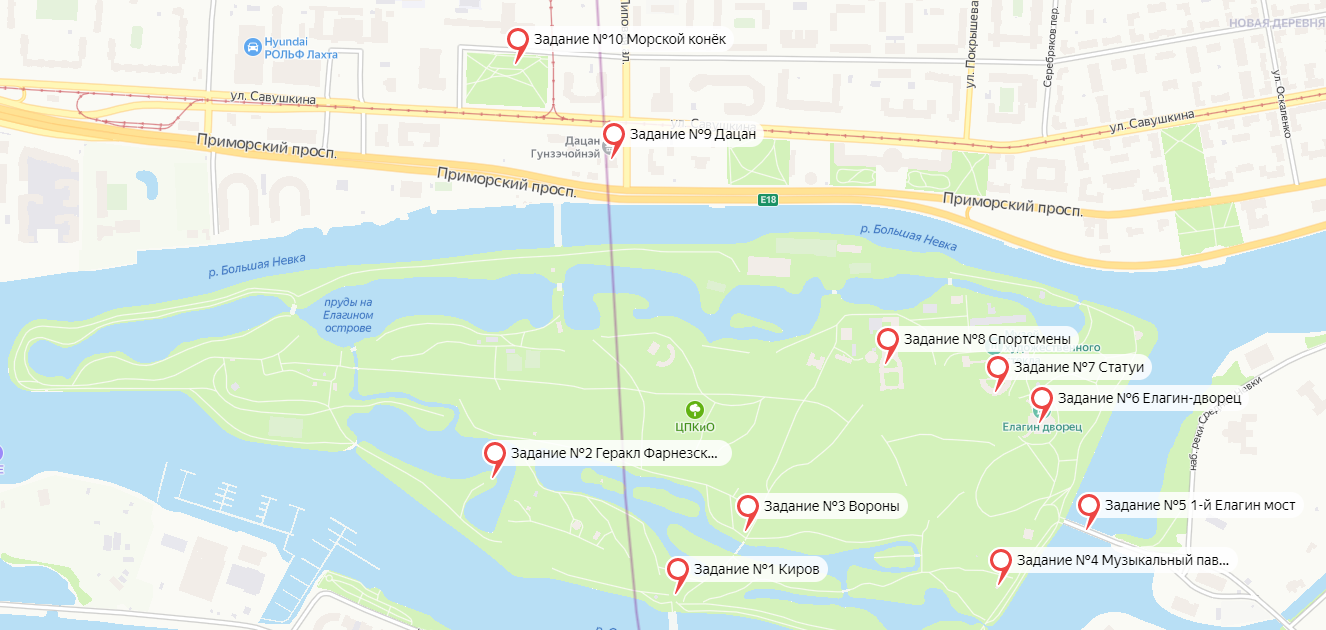 НОВАЯ ДЕРЕВНЯ
Hyundai
РОЛЬФ Лахта
Задание №10 Морской конёк
ул. Покрышева
Серебряков пер.
ул. Оскаленко
ул. Савушкина
ул. Савушкина
ул. Савушкина
Задание №9 Дацан
Дацан
Гунзэчойнэй
Приморский просп.
Приморский просп.
Приморский просп.
E18
р. Большая Невка
р. Большая Невка
пруды на
Елагином
острове
Задание №8 Спортсмены
Задание №7 Статуи
Задание №6 Елагин-дворец
Елагин дворец
ЦПКиО
Задание №2 Геракл Фарнезск...
Задание №3 Вороны
Задание №5 1-й Елагин мост
Задание №4 Музыкальный пав...
Задание №1 Киров